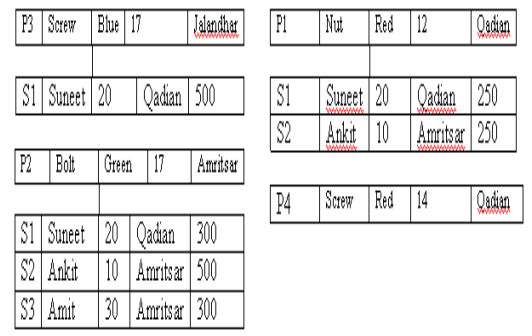 P3 Screw Blue 17 Jalandhar
S1 Suneet 20 Qadian 500
P2 Bolt Green 17 Amritsar
S1 Suneet 20 Qadian 300
S2 Ankit 10 Amritsar 500
S3 Amit 30 Amritsar 300
P1 Nut Red 12 Qadian
S1 Suneet 20 Qadian 250
S2 Ankit 10 Amritsar 250
P4 Screw Red 14 Qadian